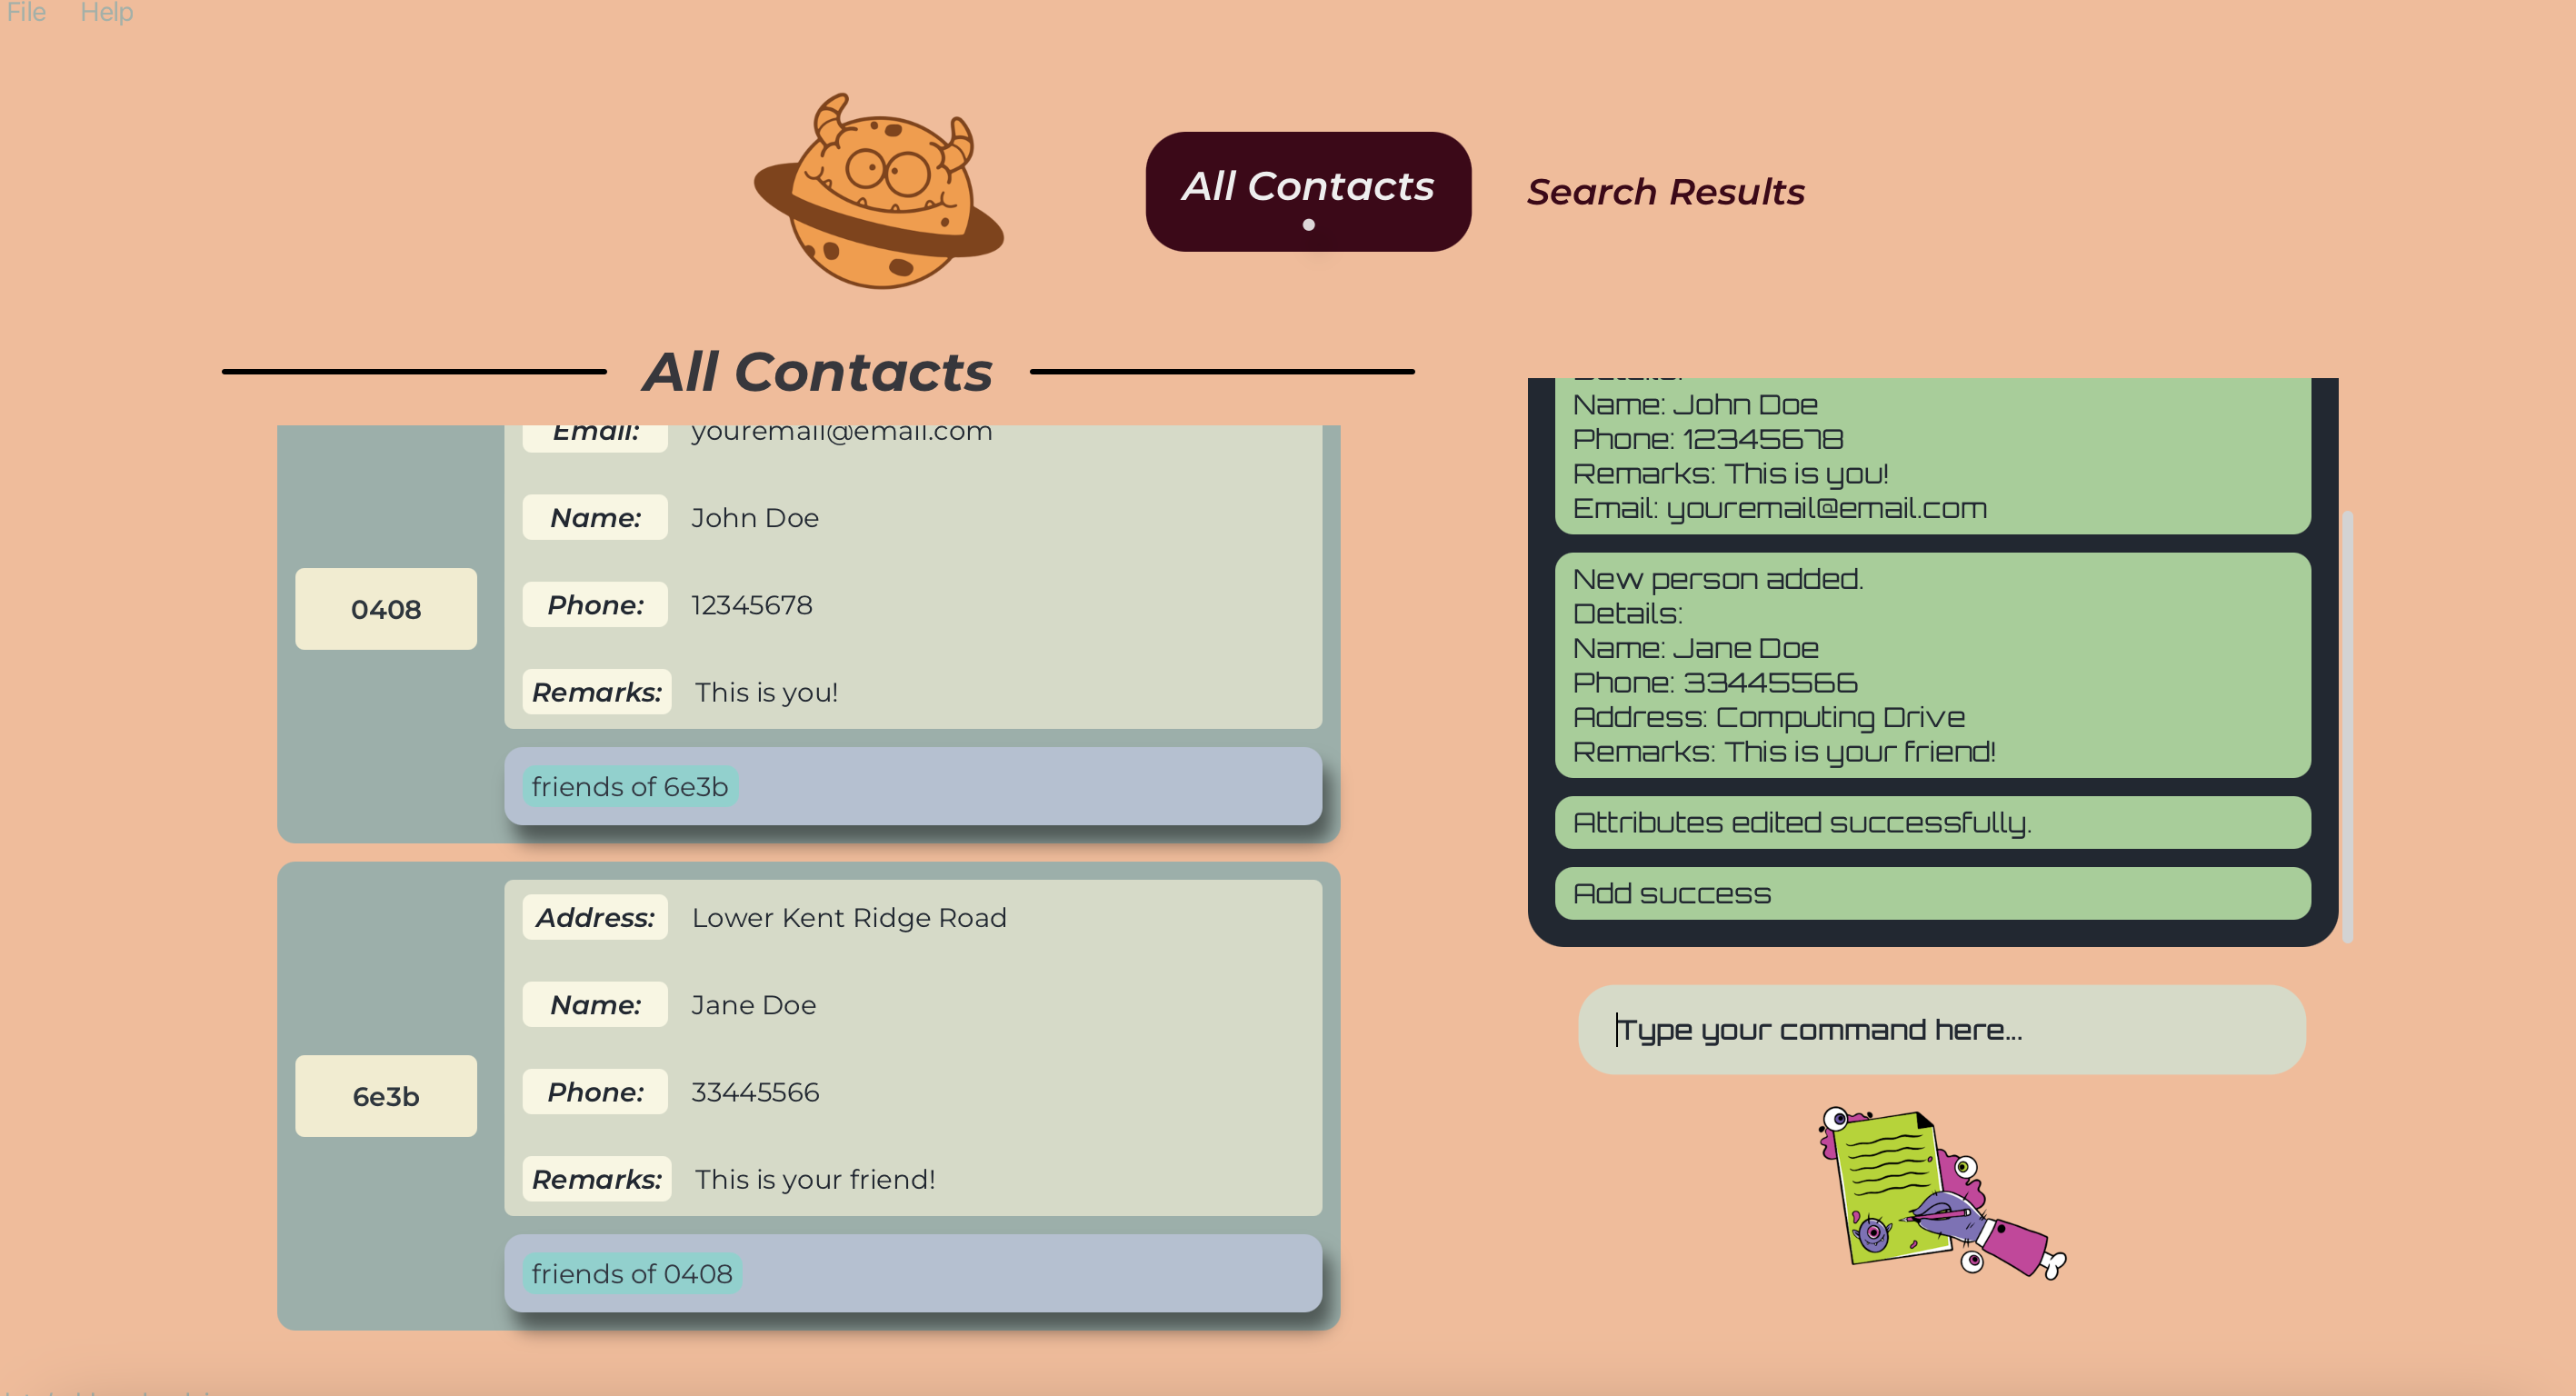 File Help
All Contacts
Search Results
All Contacts
Email: youremail@email.com
Name: John Doe
0408
Phone: 12345678
Remarks: This is you!
friends of 6e3b
Address: Lower Kent Ridge Road
Name: Jane Doe
6e3b
Phone: 33445566
Remarks: This is your friend!
friends of 0408
Details:
Name: John Doe
Phone: 12345678
Remarks: This is you!
Email: youremail@email.com
New person added.
Details:
Name: Jane Doe
Phone: 33445566
Address: Computing Drive
Remarks: This is your friend!
Attributes edited successfully.
Add success
Type your command here...